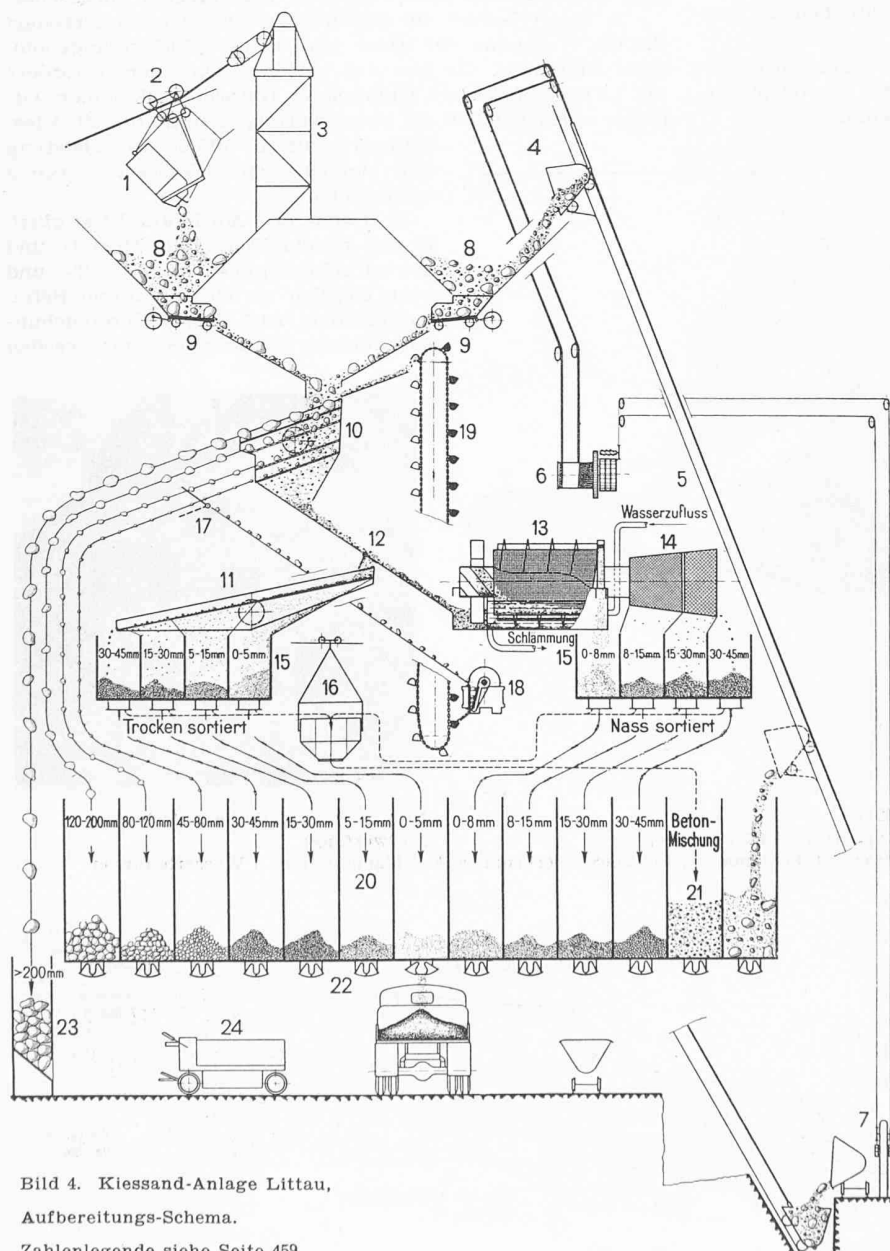 2
1
3
4
8
8
9
9
10
19
6
5
17
12
13
Wasserzufluss
14
11
Schlammung
15
15
30-45mm 15-30mm 5-15mm 0-5mm
0-8mm 8-15mm 15-30mm 30-45mm
16
18
Trocken sortiert
Nass sortiert
120-200mm 80-120mm 45-80mm 30-45mm 15-30mm 5-15mm 0-5mm 0-8mm 8-15mm 15-30mm 30-45mm Beton-
Mischung
20
21
>200mm
22
23
24
7
Bild 4. Kiessand-Anlage Littau,
Aufbereitungs-Schema.
Zahlenlegende siehe Seite 459